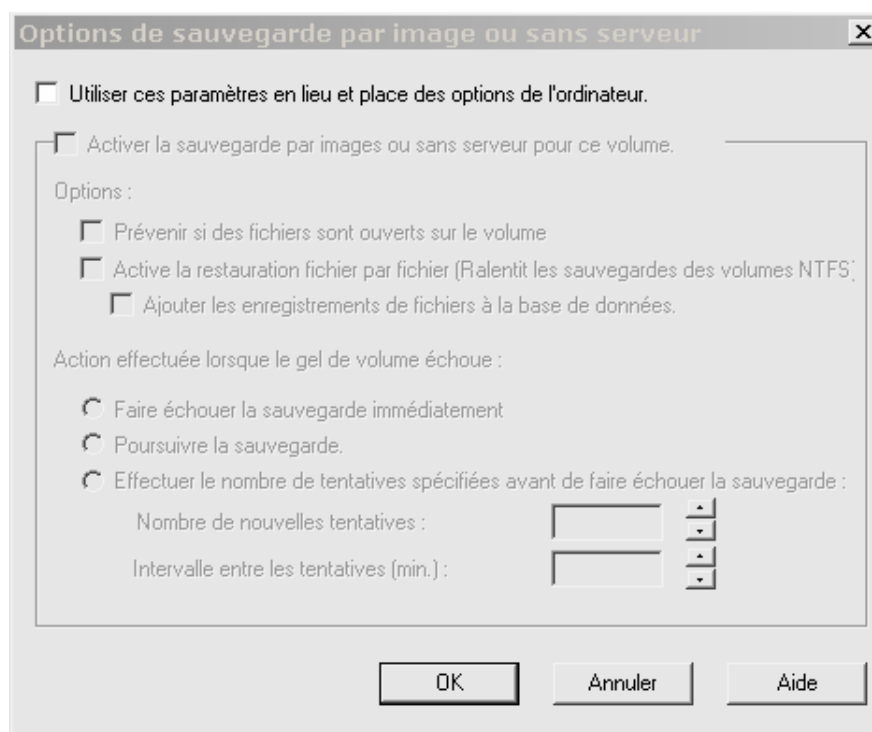 Options de sauvegarde par image ou sans serveur
Utiliser ces paramètres en lieu et place des options de l'ordinateur.
Activer la sauvegarde par images ou sans serveur pour ce volume.
Options :
Prévenir si des fichiers sont ouverts sur le volume
Active la restauration fichier par fichier (Ralentit les sauvegardes des volumes NTFS)
Ajouter les enregistrements de fichiers à la base de données.
Action effectuée lorsque le gel de volume échoue :
Faire échouer la sauvegarde immédiatement
Poursuivre la sauvegarde.
Effectuer le nombre de tentatives spécifiées avant de faire échouer la sauvegarde :
Nombre de nouvelles tentatives :
Intervalle entre les tentatives (min.) :
OK Annuler Aide